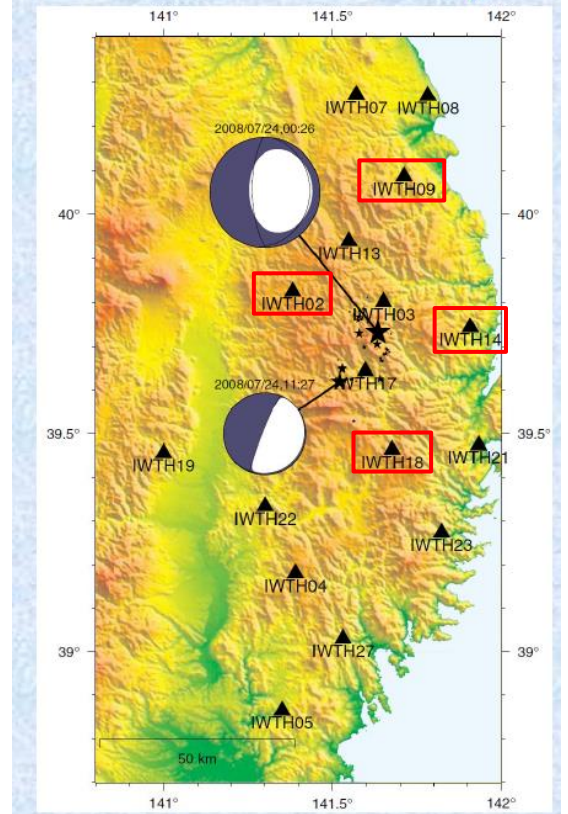 141° 141.5° 142°
IWTH07 IWTH08
2008/07/24,00:26
IWTH09
40° 40°
IWTH13
IWTH02
IWTH03
IWTH14
IWTH17
2008/07/24,11:27
39.5° 39.5°
IWTH18
IWTH21
IWTH19
IWTH22
IWTH23
IWTH04
39° 39°
IWTH27
IWTH05
50 km
141° 141.5° 142°